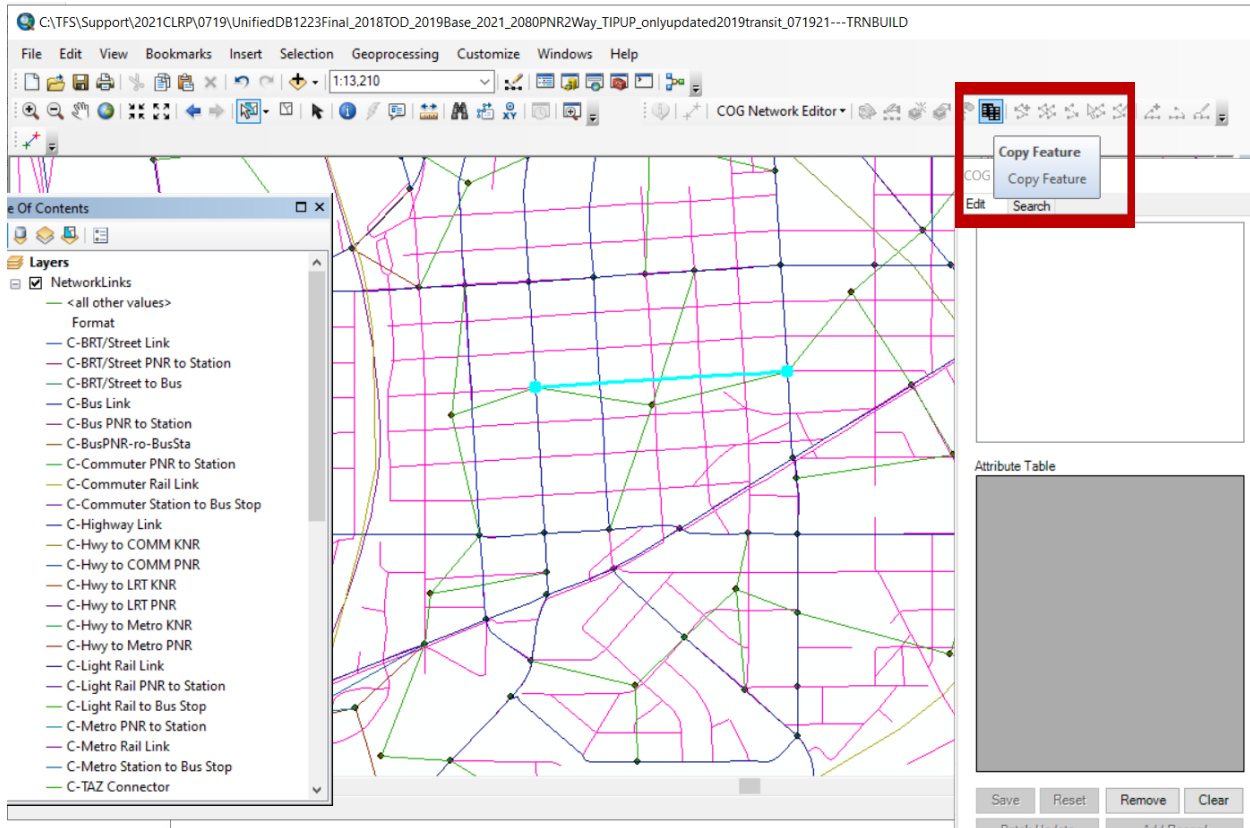 C:\TFS\Support\2021CLRP\0719\UnifiedDB1223Final_2018TOD_2019Base_2021_2080PNR2Way_TIPUP_onlyupdated2019transit_071921---TRNBUILD
File Edit View Bookmarks Insert Selection Geoprocessing Customize Windows Help
1:13,210
COG Network Editor
Copy Feature
Copy Feature
COG
Edit Search
e Of Contents
Layers
NetworkLinks
<all other values>
Format
C-BRT/Street Link
C-BRT/Street PNR to Station
C-BRT/Street to Bus
C-Bus Link
C-Bus PNR to Station
C-BusPNR-ro-BusSta
C-Commuter PNR to Station
C-Commuter Rail Link
C-Commuter Station to Bus Stop
C-Highway Link
C-Hwy to COMM KNR
C-Hwy to COMM PNR
C-Hwy to LRT KNR
C-Hwy to LRT PNR
C-Hwy to Metro KNR
C-Hwy to Metro PNR
C-Light Rail Link
C-Light Rail PNR to Station
C-Light Rail to Bus Stop
C-Metro PNR to Station
C-Metro Rail Link
C-Metro Station to Bus Stop
C-TAZ Connector
Attribute Table
Save Reset Remove Clear